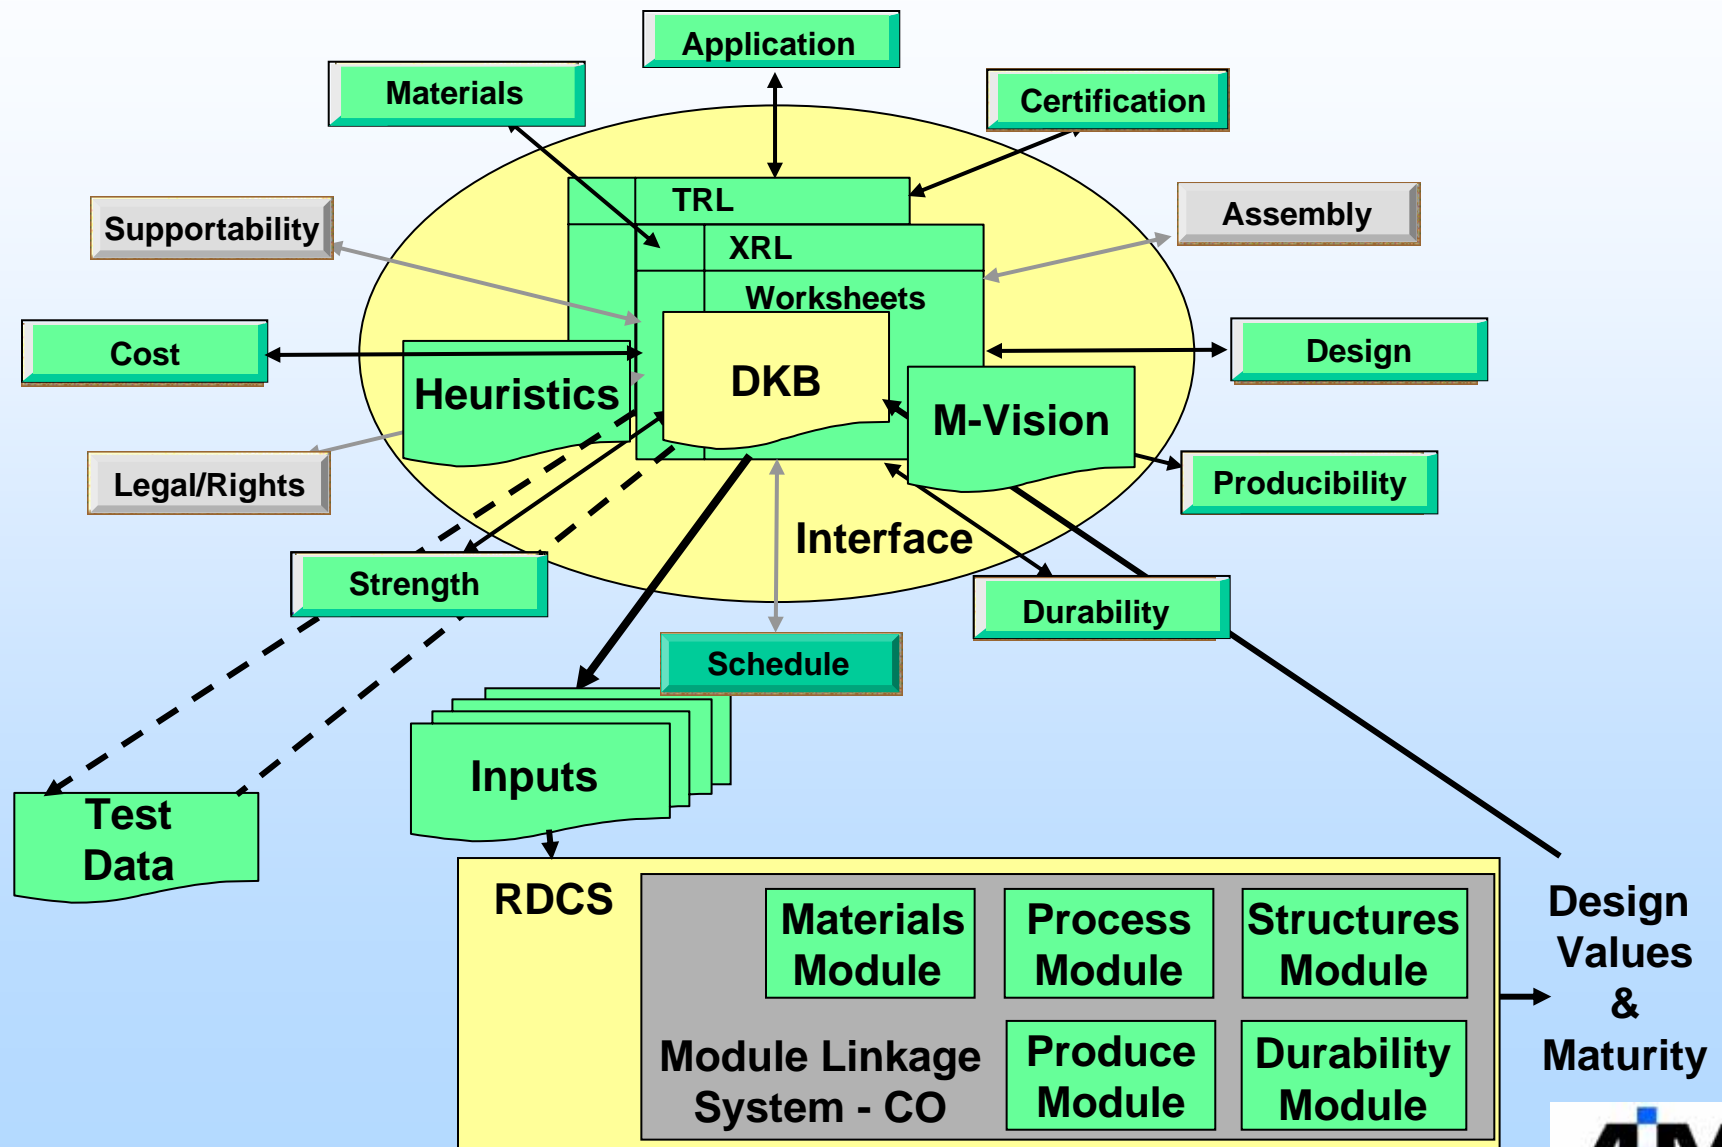 Application
Materials
Certification
TRL
Supportability
Assembly
XRL
Worksheets
Cost
Design
Heuristics
DKB
M-Vision
Legal/Rights
Producibility
Interface
Strength
Durability
Schedule
Inputs
Test
Data
RDCS
Materials
Module
Process
Module
Structures
Module
Module Linkage
System - CO
Produce
Module
Durability
Module
Design
Values
&
Maturity